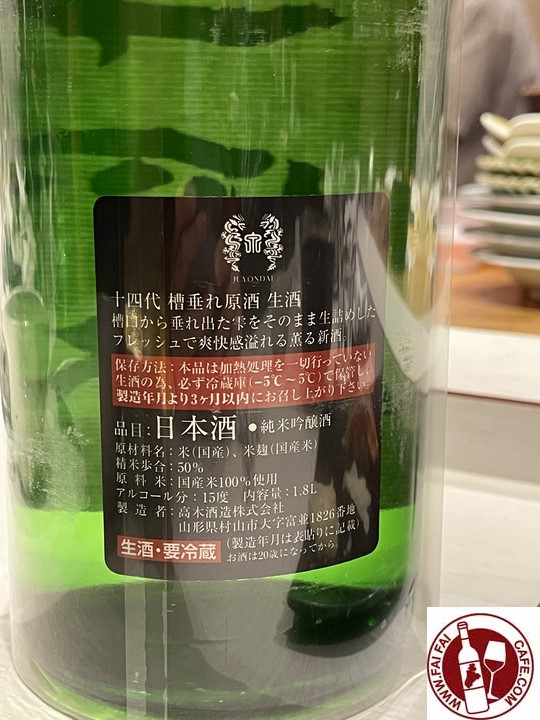 JUYONDAI
十四代 槽垂れ原酒 生酒
槽口から垂れ出た雫をそのまま生詰めした
フレッシュで爽快感溢れる薫る新酒。
保存方法：本品は加熱処理を一切行っていない
生酒の為、必ず冷蔵庫(−5℃〜5℃)で保管し、
製造年月より3ヶ月以内にお召し上がり下さい。
品目：日本酒 ●純米吟醸酒
原材料名：米(国産)、米麹(国産米)
精米歩合：50%
原料米：国産米100%使用
アルコール分：15度 内容量：1.8L
製造者：高木酒造株式会社
山形県村山市大字富並1826番地
生酒・要冷蔵 (製造年月は表貼りに記載)
お酒は20歳になってから。
WWW.FAI FAI CAFE.COM